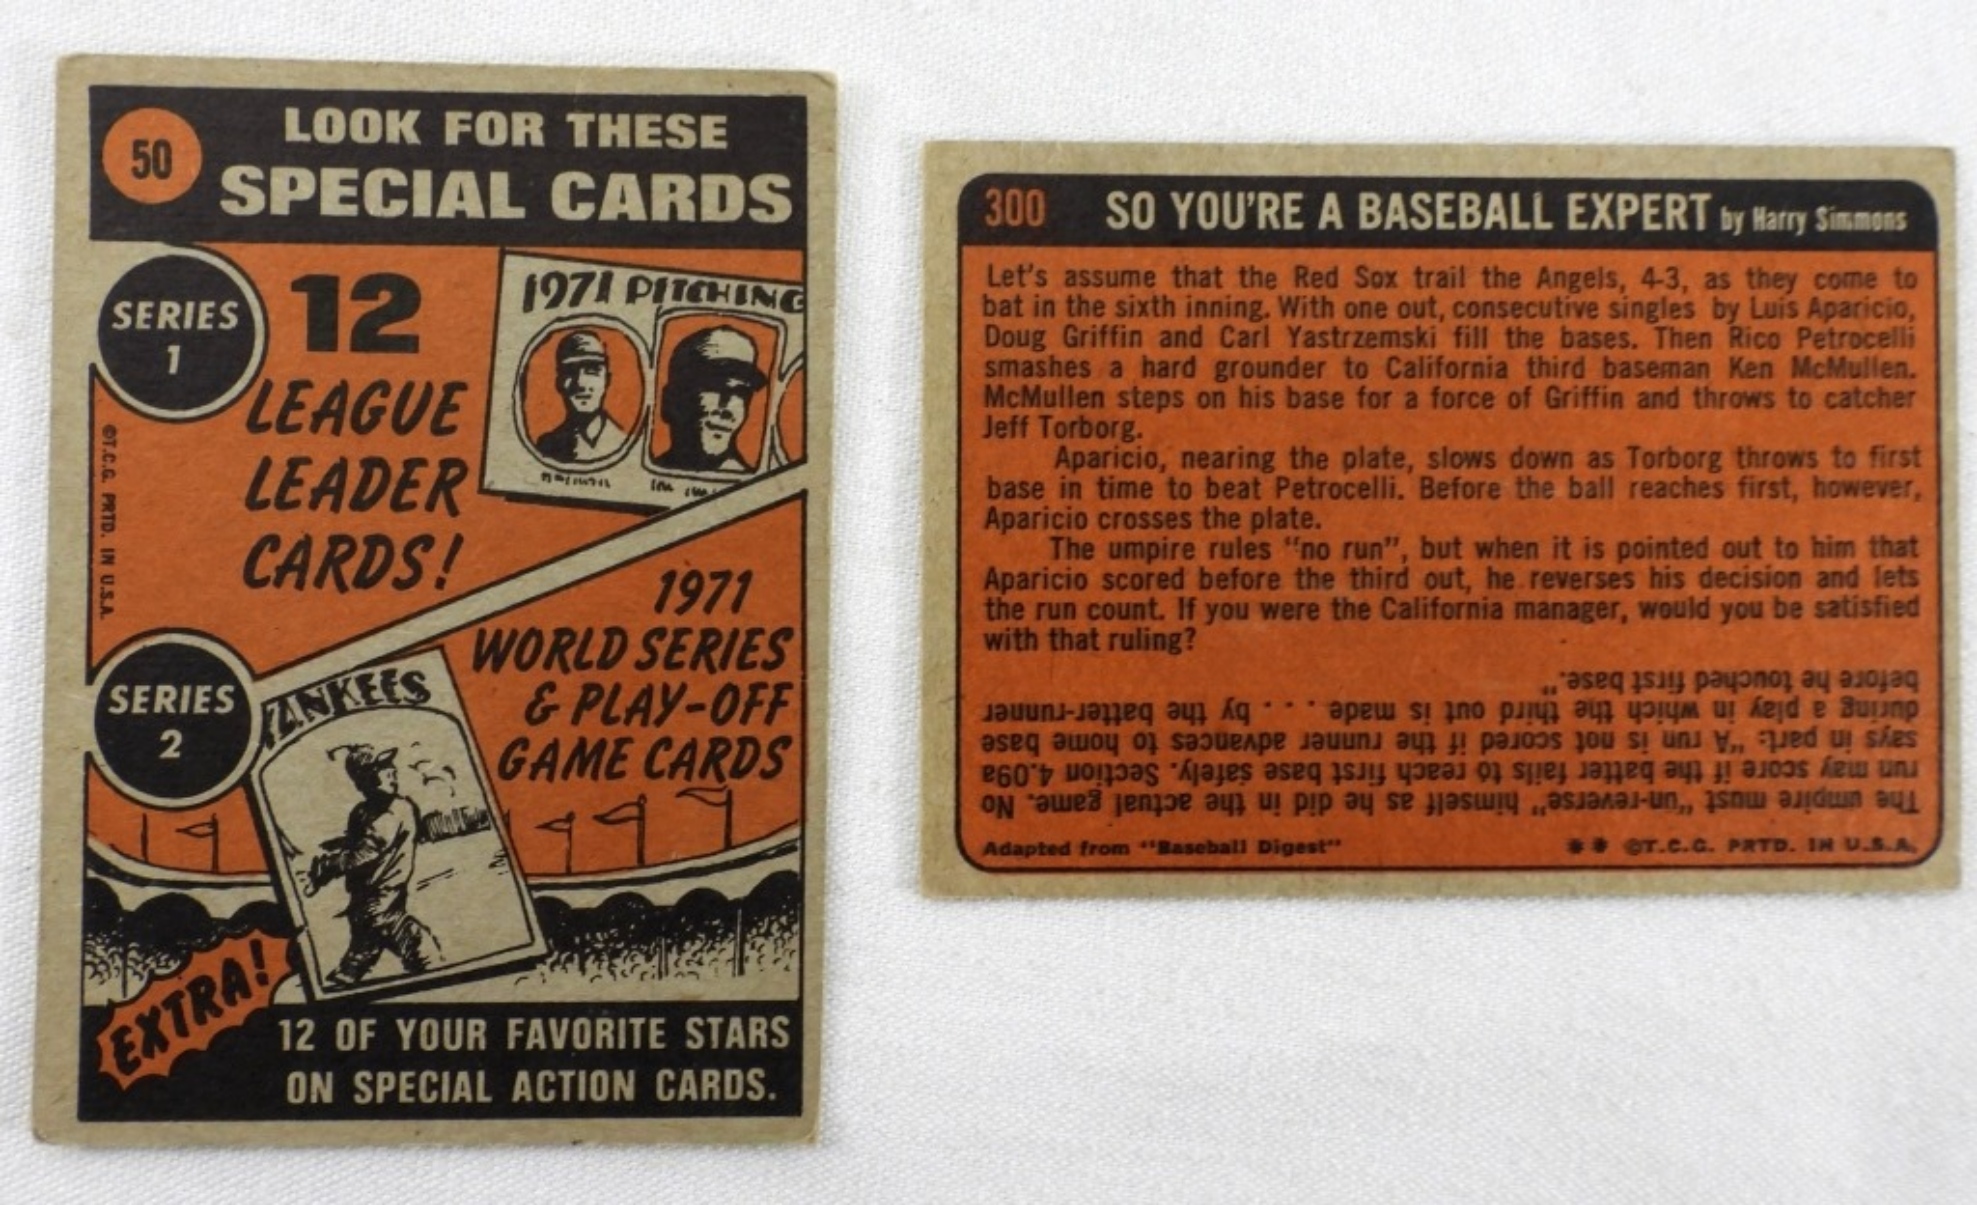 50
LOOK FOR THESE
SPECIAL CARDS
SERIES
1
12
LEAGUE
LEADER
CARDS!
1971 PITCHING
©T.C.G. PRTD. IN U.S.A.
1971
WORLD SERIES
& PLAY-OFF
GAME CARDS
SERIES
2
YANKEES
EXTRA!
12 OF YOUR FAVORITE STARS
ON SPECIAL ACTION CARDS.
300 SO YOU'RE A BASEBALL EXPERT by Harry Simmons
Let's assume that the Red Sox trail the Angels, 4-3, as they come to
bat in the sixth inning. With one out, consecutive singles by Luis Aparicio,
Doug Griffin and Carl Yastrzemski fill the bases. Then Rico Petrocelli
smashes a hard grounder to California third baseman Ken McMullen.
McMullen steps on his base for a force of Griffin and throws to catcher
Jeff Torborg.
Aparicio, nearing the plate, slows down as Torborg throws to first
base in time to beat Petrocelli. Before the ball reaches first, however,
Aparicio crosses the plate.
The umpire rules "no run", but when it is pointed out to him that
Aparicio scored before the third out, he reverses his decision and lets
the run count. If you were the California manager, would you be satisfied
with that ruling?
The umpire must "un-reverse" himself as he did in the actual game. No
run may score if the batter fails to reach first base safely. Section 4.09a
says in part: "A run is not scored if the runner advances to home base
during a play in which the third out is made . . . by the batter-runner
before he touched first base."
Adapted from "Baseball Digest"
* * ©T.C.G. PRTD. IN U.S.A.